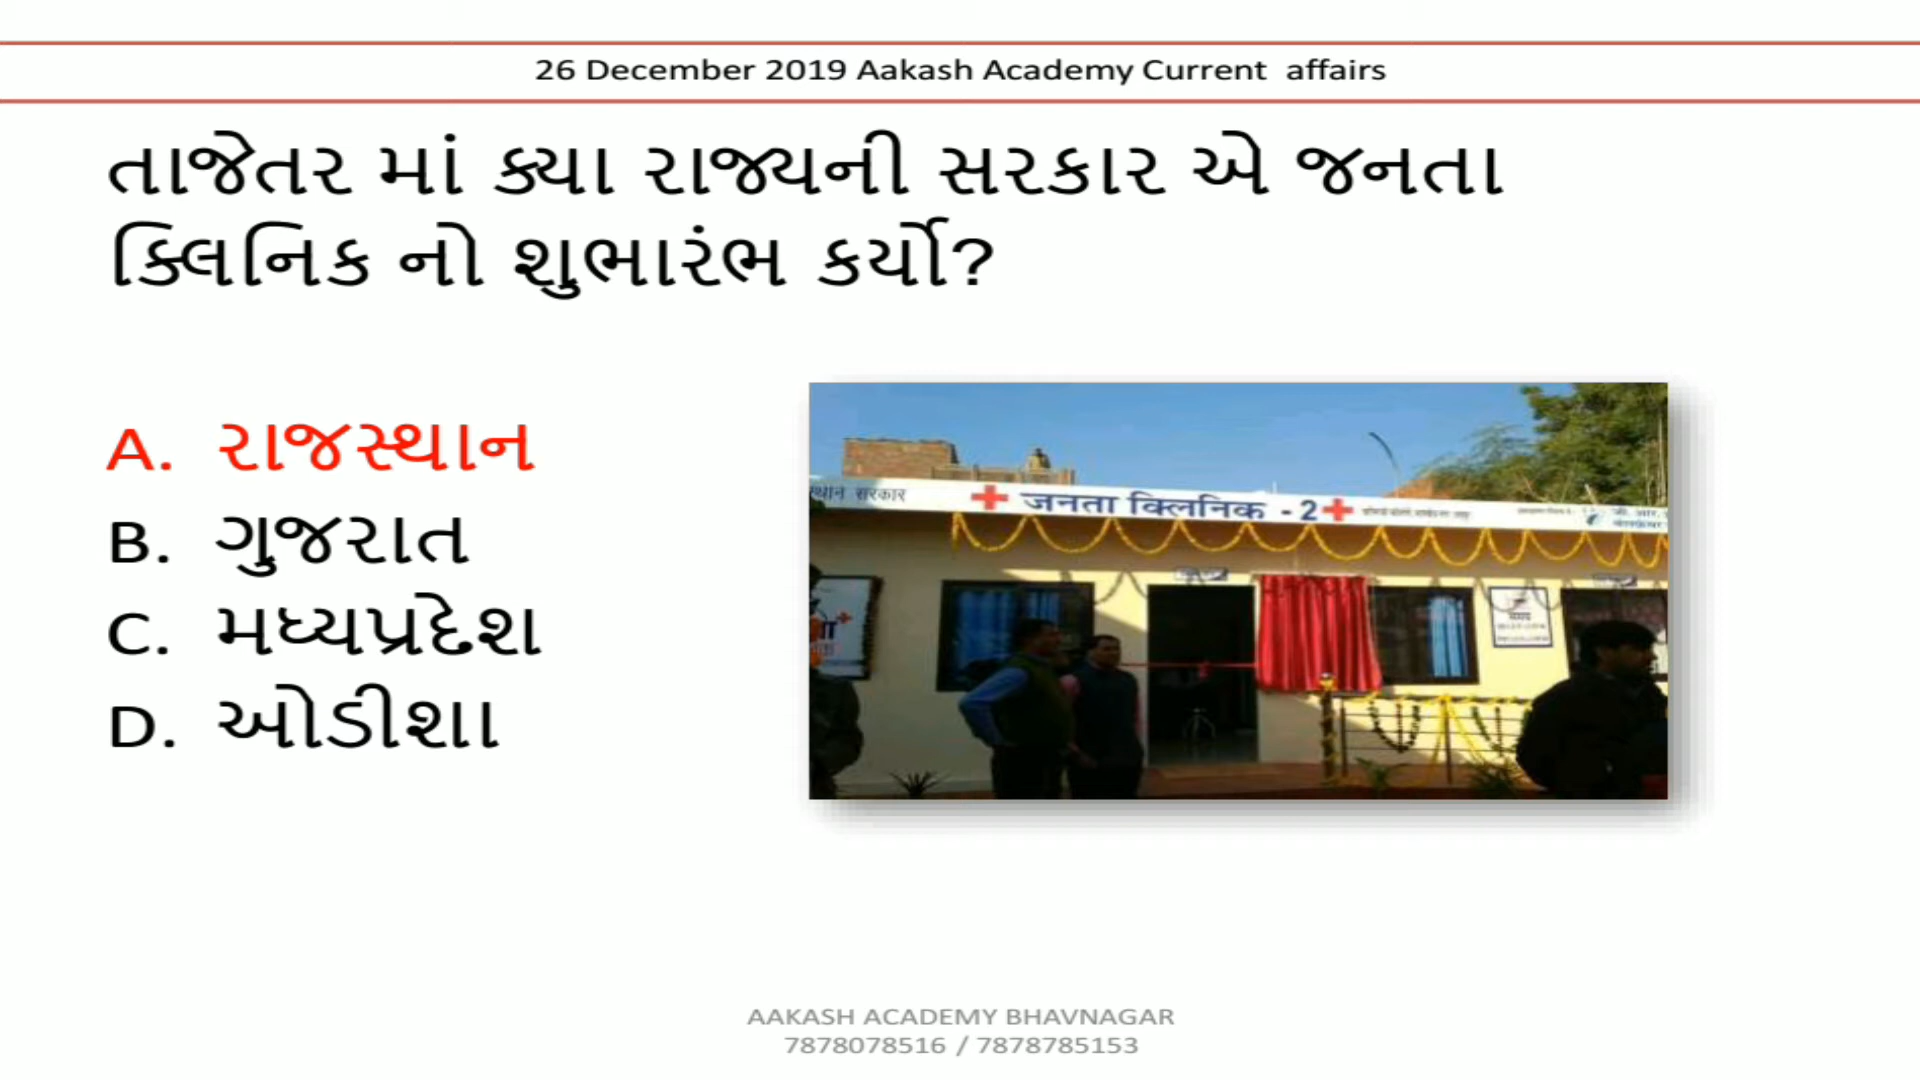 26 December 2019 Aakash Academy Current affairs
તાજેતર માં ક્યા રાજ્યની સરકાર એ જનતા
ક્લિનિક નો શુભારંભ કર્યો?
A. રાજસ્થાન
B. ગુજરાત
C. મધ્યપ્રદેશ
D. ઓડીશા
सरकार
जनता क्लिनिक - 2
AAKASH ACADEMY BHAVNAGAR
7878078516 / 7878785153